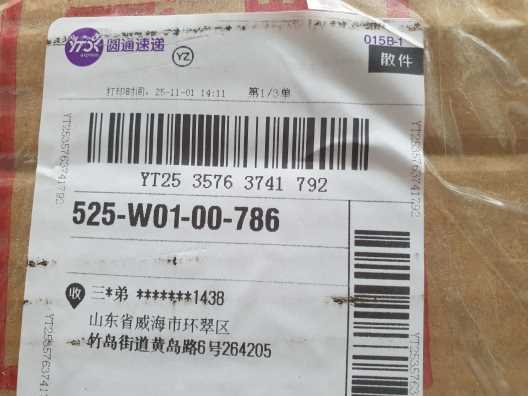 圆通速递
015B-1
YZ
散件
打印时间: 25-11-01 14:11 第1/3单
YT25 3576 3741 792
YT2535763741792
YT2535763741792
525-W01-00-786
收 三*弟 *******1438
山东省威海市环翠区
竹岛街道黄岛路6号264205